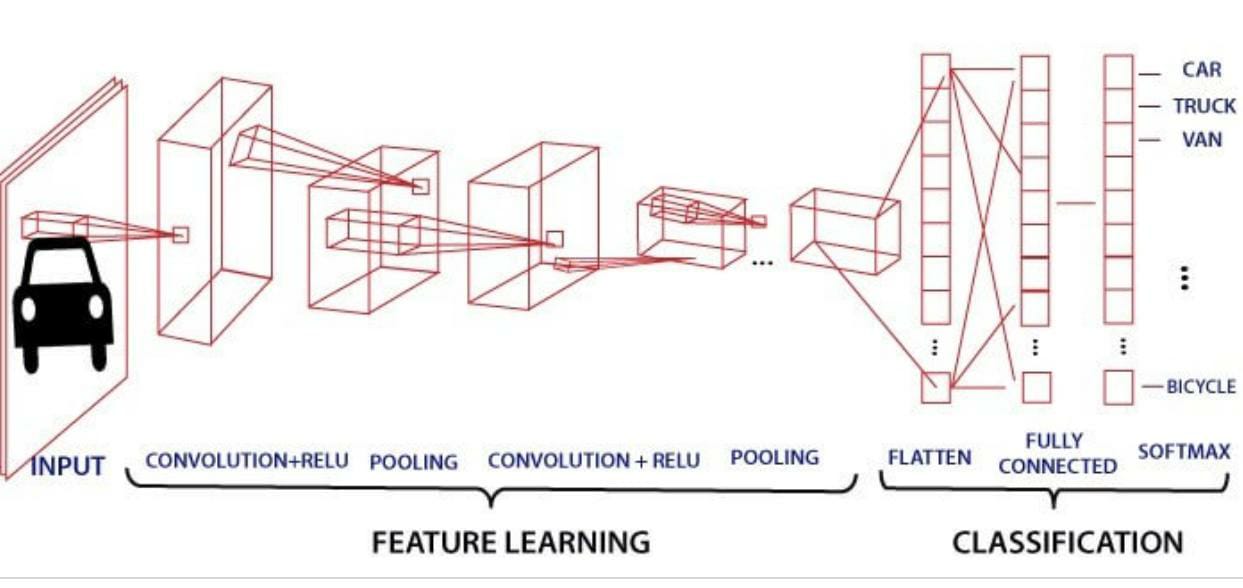 CAR
TRUCK
VAN
BICYCLE
INPUT
CONVOLUTION+RELU
POOLING
CONVOLUTION + RELU
POOLING
FLATTEN
FULLY
CONNECTED
SOFTMAX
FEATURE LEARNING
CLASSIFICATION